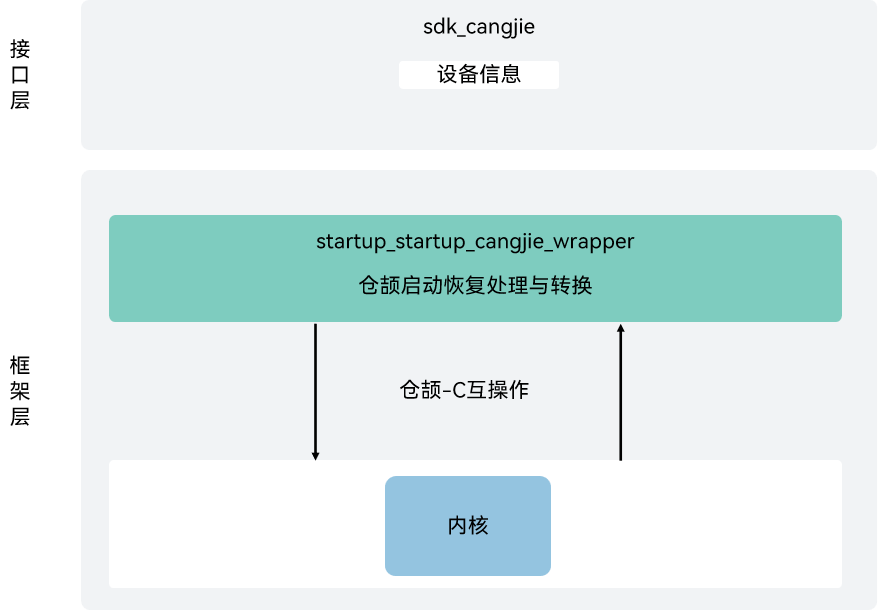 接口层
sdk_cangjie
设备信息
框架层
startup_startup_cangjie_wrapper
仓颉启动恢复处理与转换
仓颉-C互操作
内核